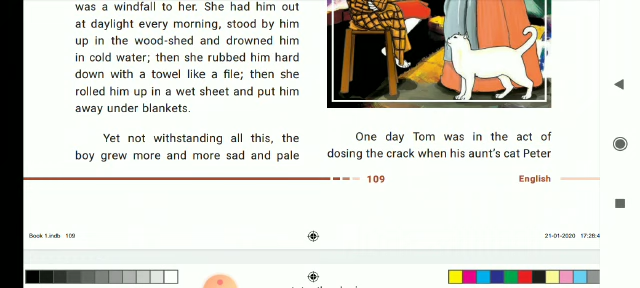 was a windfall to her. She had him out
at daylight every morning, stood by him
up in the wood-shed and drowned him
in cold water; then she rubbed him hard
down with a towel like a file; then she
rolled him up in a wet sheet and put him
away under blankets.
Yet not withstanding all this, the
boy grew more and more sad and pale
One day Tom was in the act of
dosing the crack when his aunt's cat Peter
109
English
Book 1.indb 109
21-01-2020 17:28:4